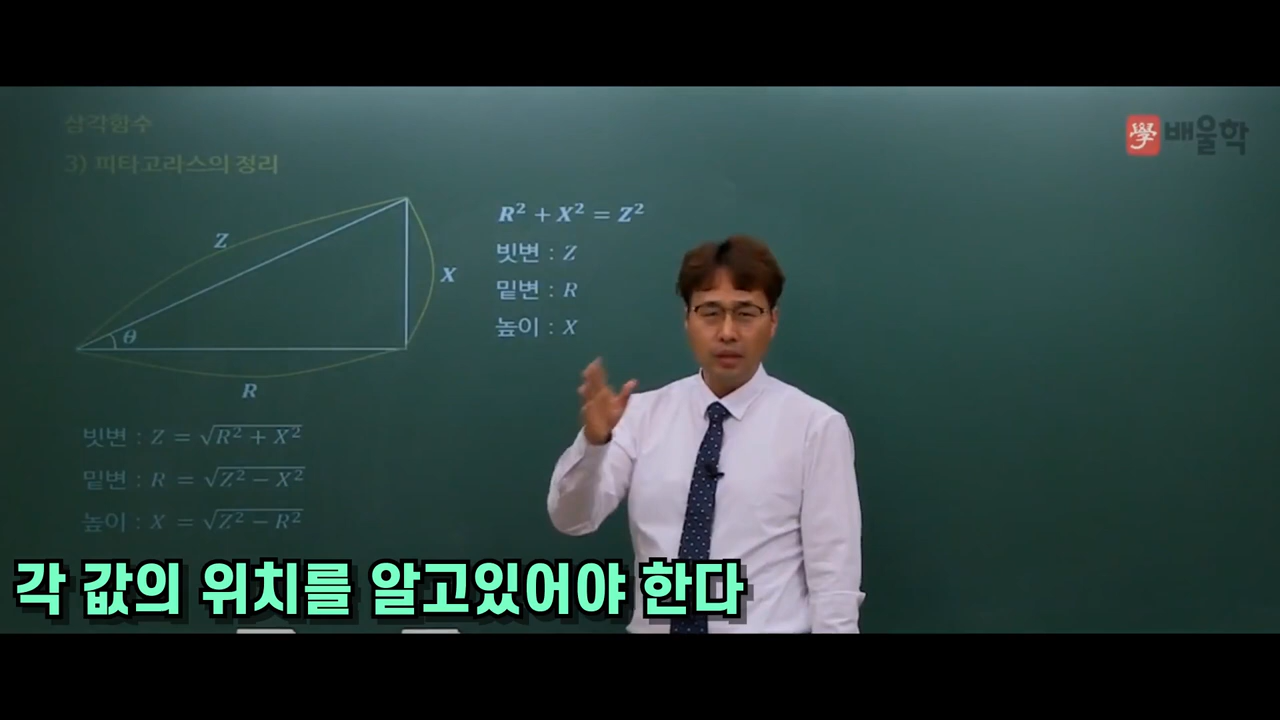 삼각함수
3) 피타고라스의 정리
學 배울학
Z
X
θ
R
R² + X² = Z²
빗변 : Z
밑변 : R
높이 : X
빗변 : Z = √(R² + X²)
밑변 : R = √(Z² − X²)
높이 : X = √(Z² − R²)
각 값의 위치를 알고있어야 한다